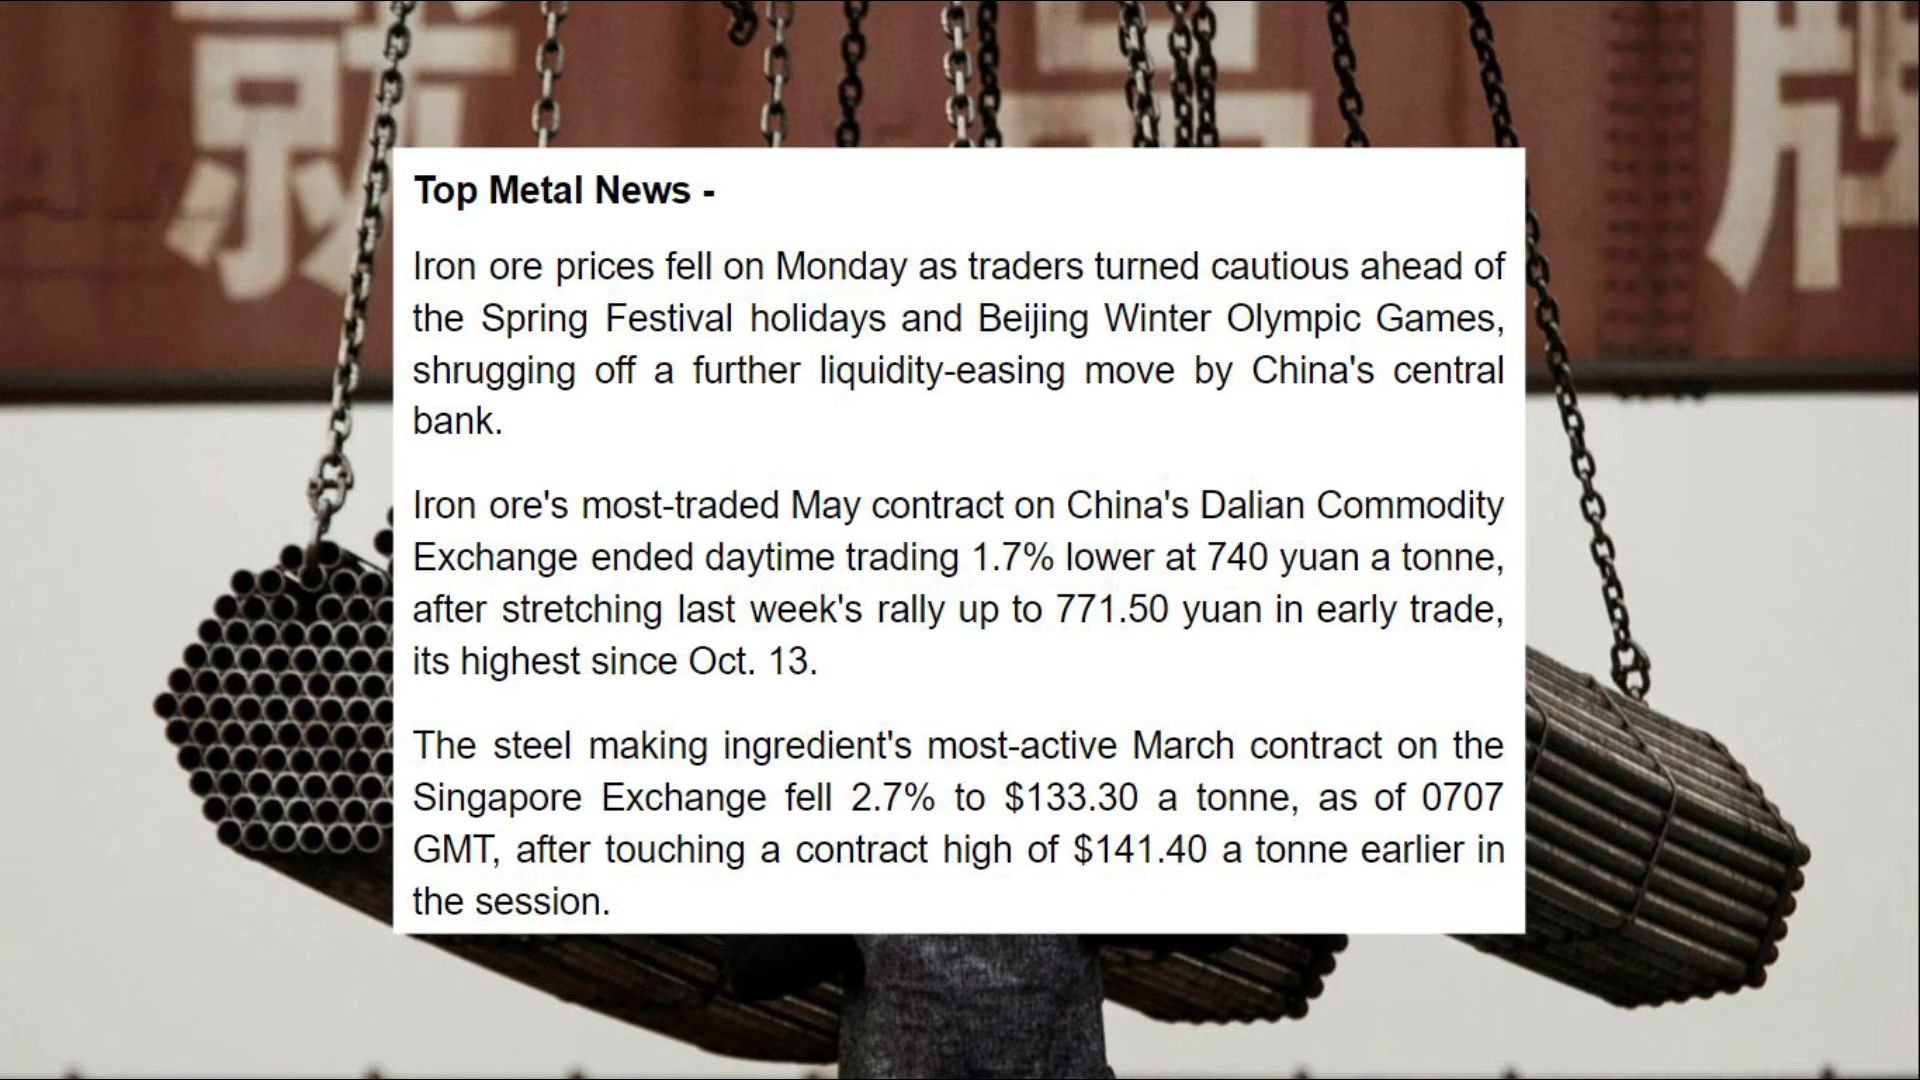 Top Metal News -
Iron ore prices fell on Monday as traders turned cautious ahead of
the Spring Festival holidays and Beijing Winter Olympic Games,
shrugging off a further liquidity-easing move by China's central
bank.
Iron ore's most-traded May contract on China's Dalian Commodity
Exchange ended daytime trading 1.7% lower at 740 yuan a tonne,
after stretching last week's rally up to 771.50 yuan in early trade,
its highest since Oct. 13.
The steel making ingredient's most-active March contract on the
Singapore Exchange fell 2.7% to $133.30 a tonne, as of 0707
GMT, after touching a contract high of $141.40 a tonne earlier in
the session.